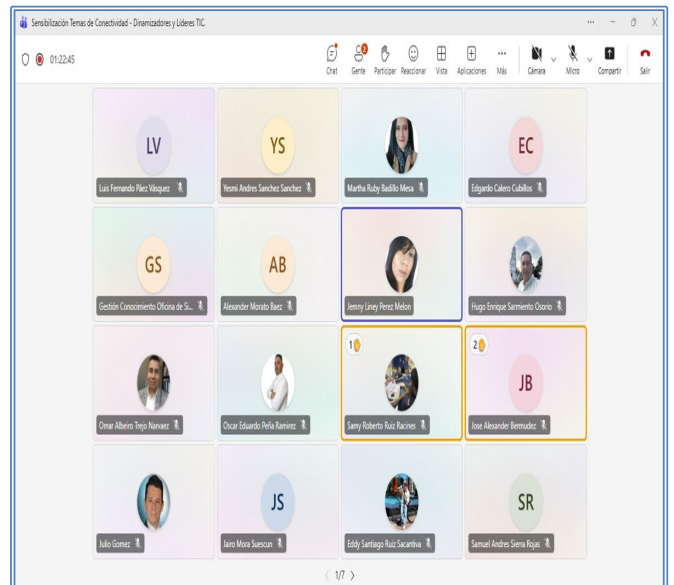 Sensibilización Temas de Conectividad - Dinamizadores y Líderes TIC.
01:22:45
2
Chat Gente Participar Reaccionar Vista Aplicaciones Más Cámara Micro Compartir Salir
LV YS EC
Luis Fernando Páez Vásquez Yesmi Andres Sanchez Sanchez Martha Ruby Badillo Mesa Edgardo Calero Cubillos
GS AB
Gestión Conocimiento Oficina de Si... Alexander Morato Baez Jemny Liney Perez Melon Hugo Enrique Sarmiento Osorio
1 2
JB
Omar Albeiro Trejo Narvaez Oscar Eduardo Peña Ramirez Samy Roberto Ruiz Racines Jose Alexander Bermudez
JS SR
Julio Gomez Jairo Mora Suescun Eddy Santiago Ruiz Sacantiva Samuel Andres Sierra Rojas
1/7